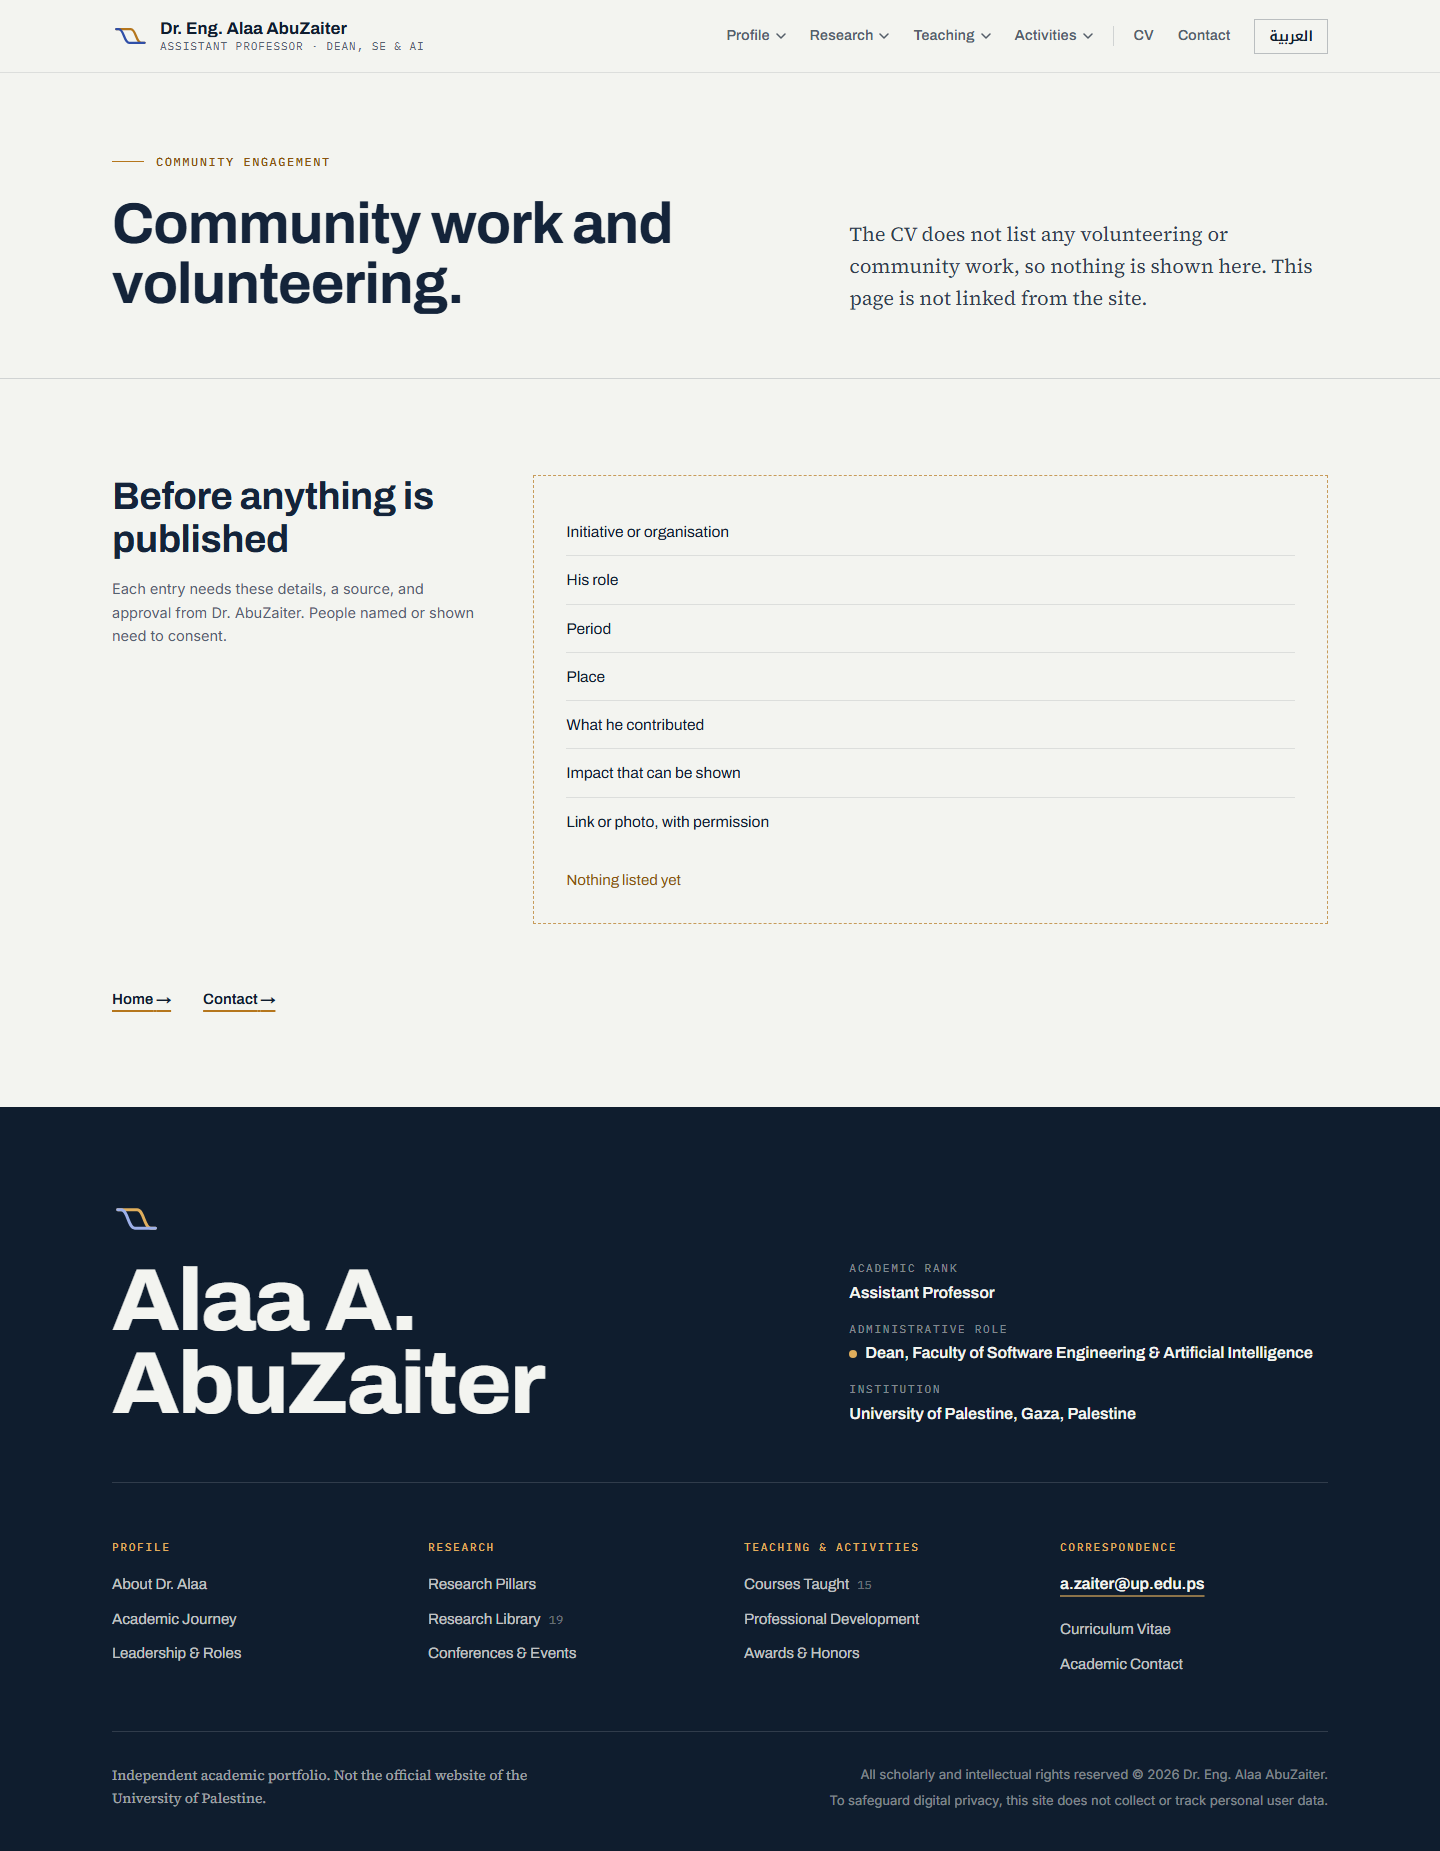 Dr. Eng. Alaa AbuZaiter
ASSISTANT PROFESSOR · DEAN, SE & AI
Profile
Research
Teaching
Activities
CV
Contact
العربية
COMMUNITY ENGAGEMENT
Community work and
volunteering.
The CV does not list any volunteering or
community work, so nothing is shown here. This
page is not linked from the site.
Before anything is
published
Each entry needs these details, a source, and
approval from Dr. AbuZaiter. People named or shown
need to consent.
Initiative or organisation
His role
Period
Place
What he contributed
Impact that can be shown
Link or photo, with permission
Nothing listed yet
Home →
Contact →
Alaa A.
AbuZaiter
ACADEMIC RANK
Assistant Professor
ADMINISTRATIVE ROLE
Dean, Faculty of Software Engineering & Artificial Intelligence
INSTITUTION
University of Palestine, Gaza, Palestine
PROFILE
About Dr. Alaa
Academic Journey
Leadership & Roles
RESEARCH
Research Pillars
Research Library 19
Conferences & Events
TEACHING & ACTIVITIES
Courses Taught 15
Professional Development
Awards & Honors
CORRESPONDENCE
a.zaiter@up.edu.ps
Curriculum Vitae
Academic Contact
Independent academic portfolio. Not the official website of the
University of Palestine.
All scholarly and intellectual rights reserved © 2026 Dr. Eng. Alaa AbuZaiter.
To safeguard digital privacy, this site does not collect or track personal user data.